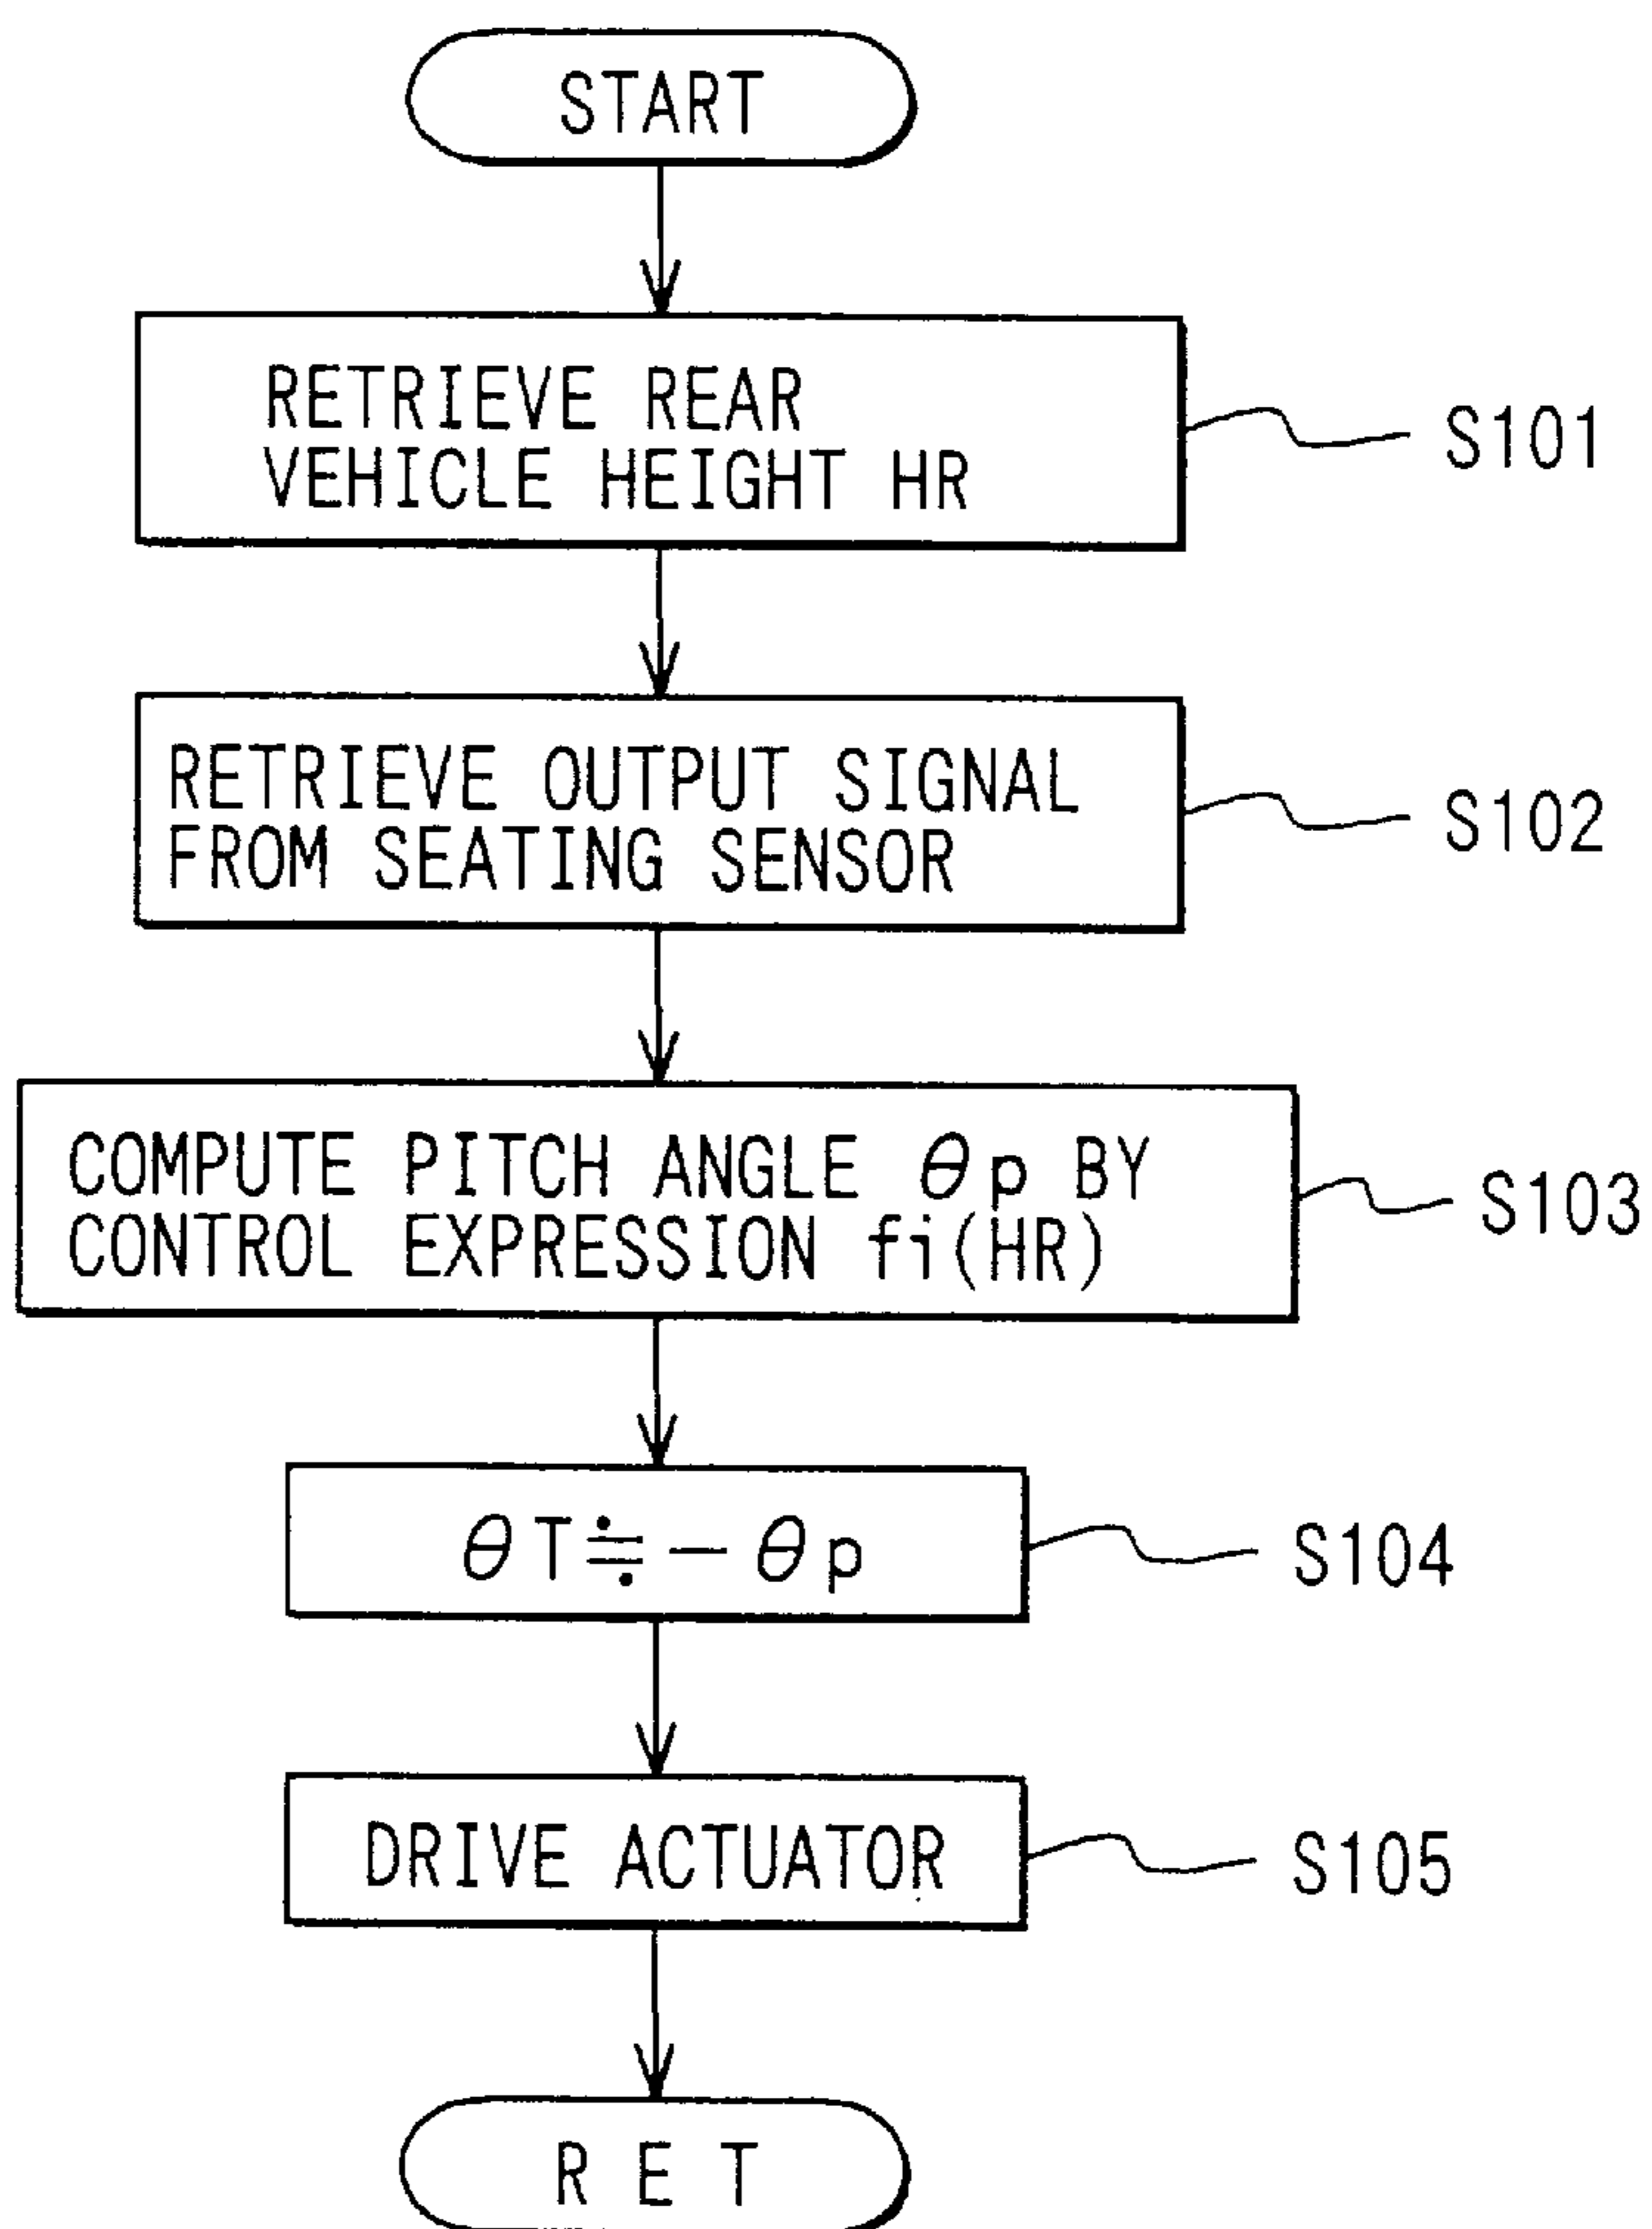 START
RETRIEVE REAR
VEHICLE HEIGHT HR
S101
RETRIEVE OUTPUT SIGNAL
FROM SEATING SENSOR
S102
COMPUTE PITCH ANGLE θp BY
CONTROL EXPRESSION fi(HR)
S103
θT≒-θp
S104
DRIVE ACTUATOR
S105
RET